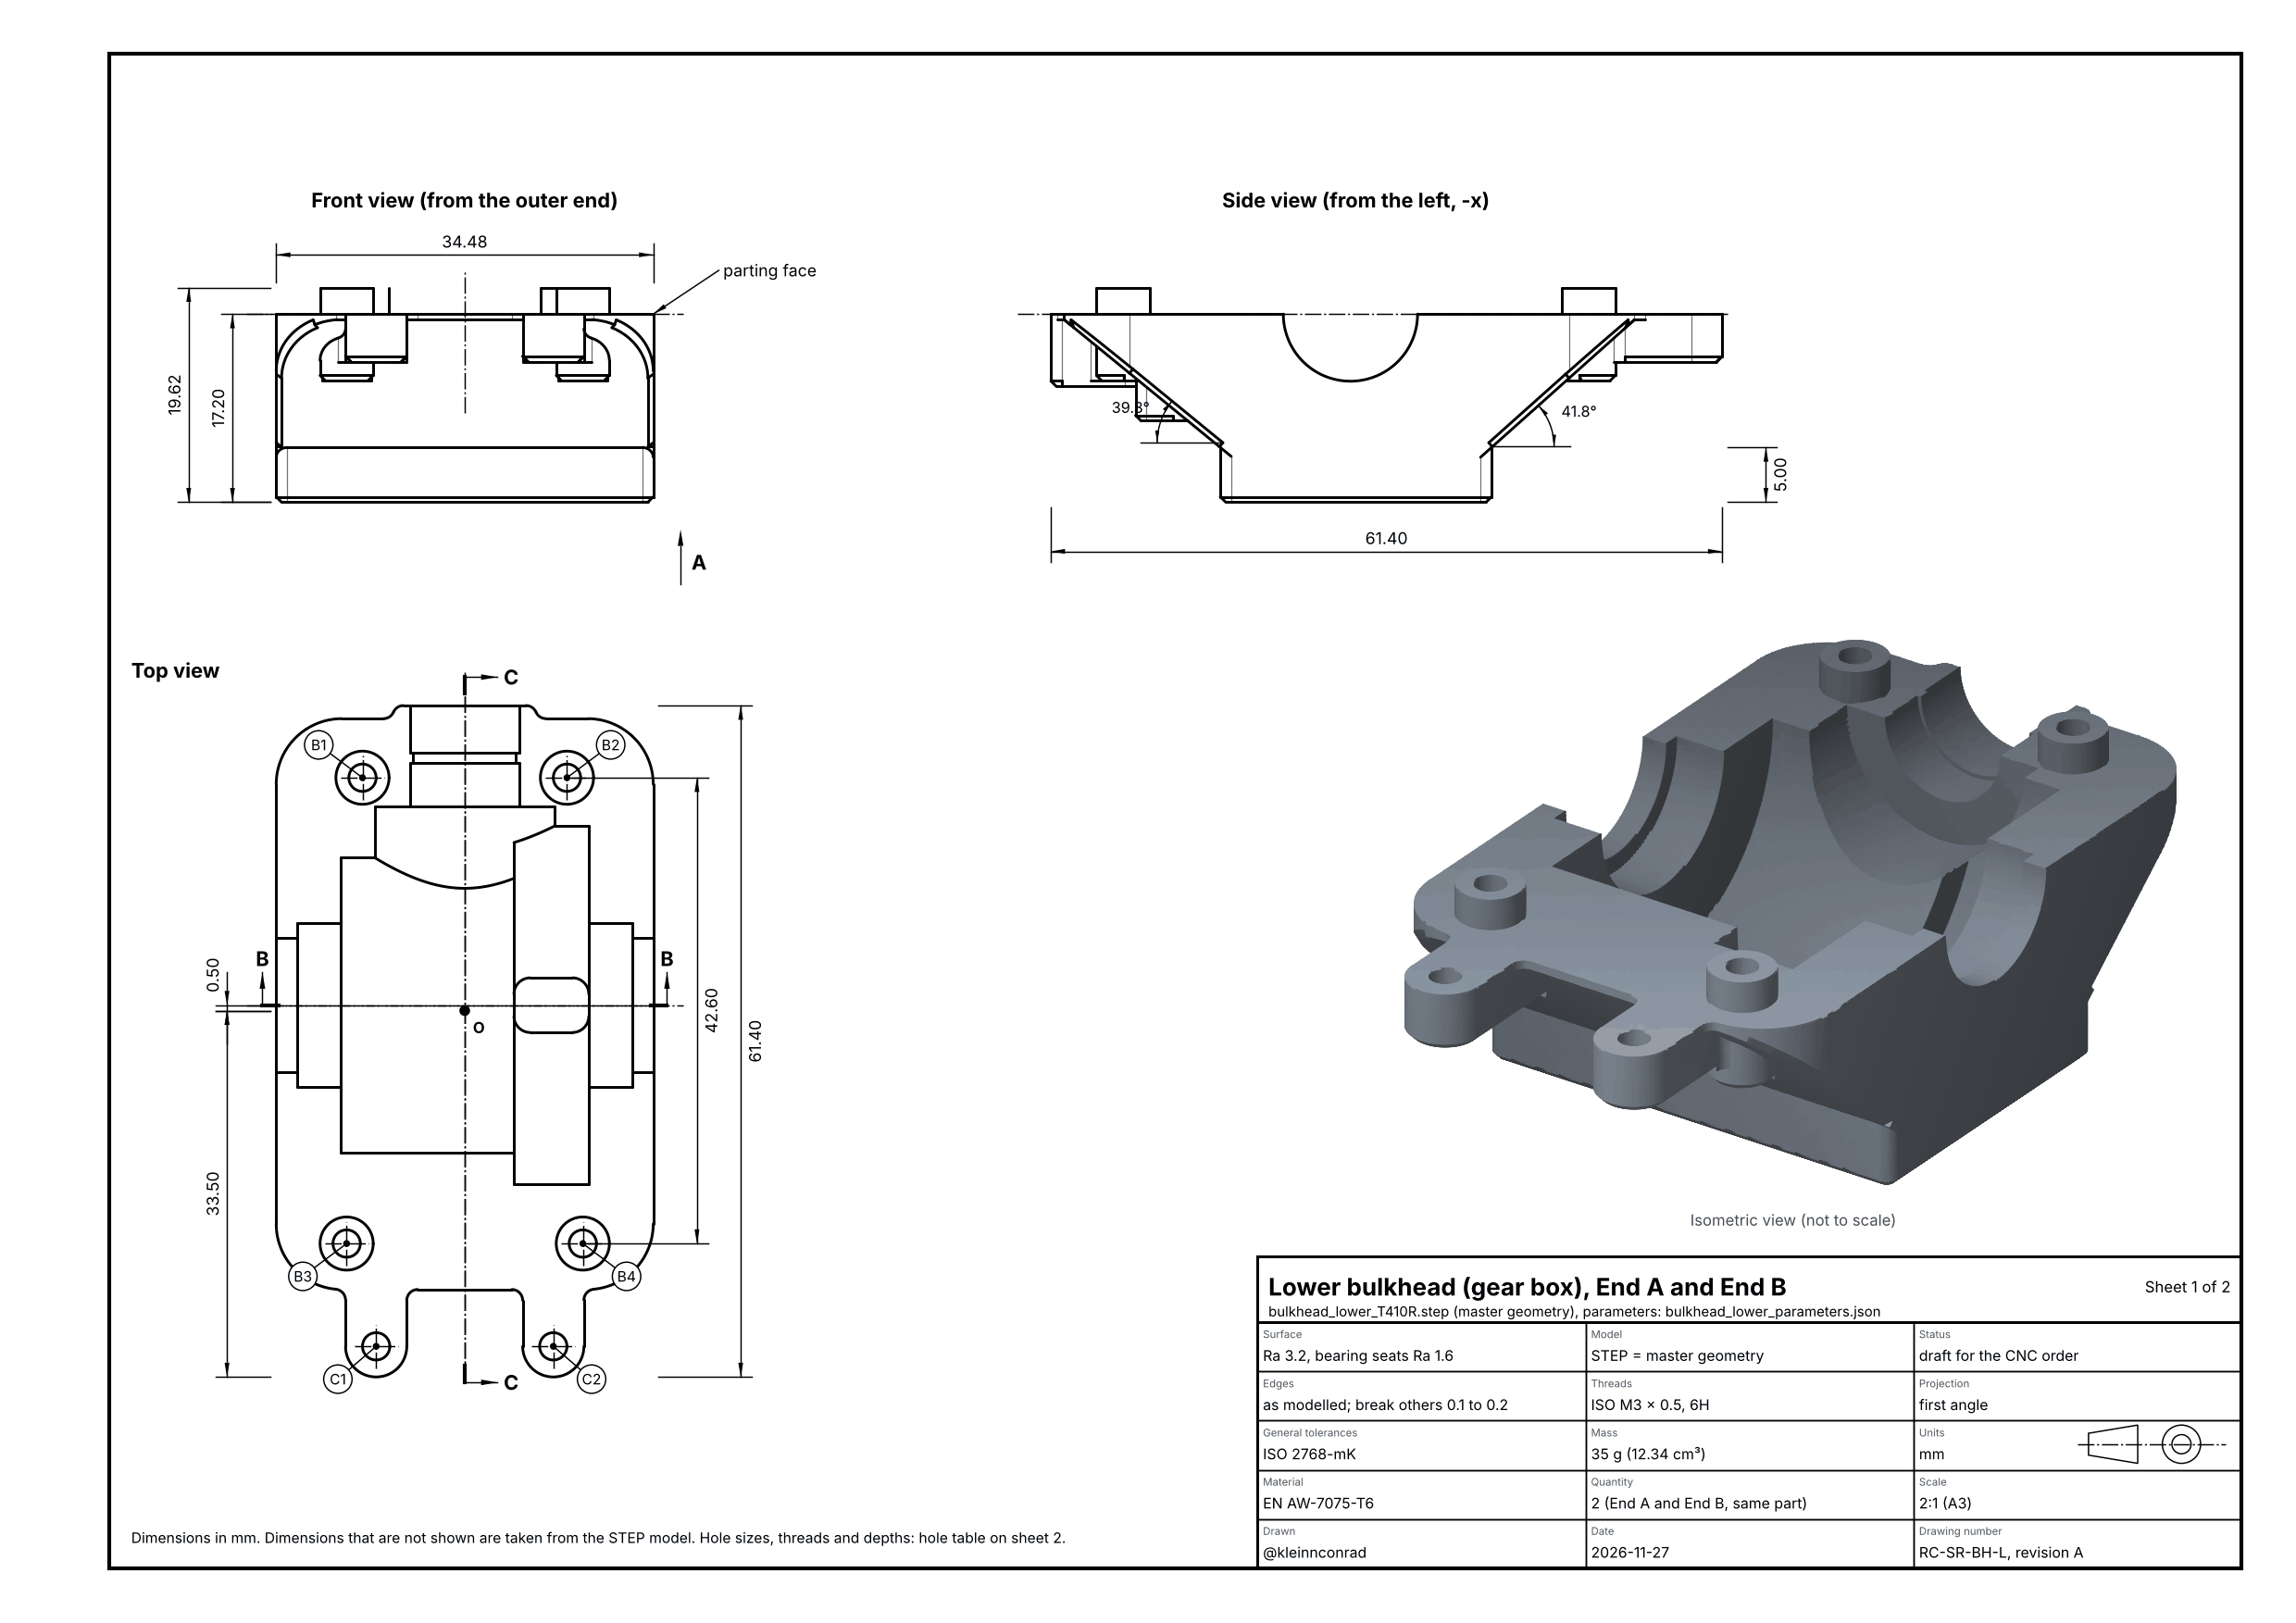 Front view (from the outer end)
Side view (from the left, -x)
34.48
parting face
19.62
17.20
39.3°
41.8°
5.00
61.40
A
Top view
C
B1
B2
B
B
0.50
O
42.60
61.40
33.50
B3
B4
C1
C2
C
Isometric view (not to scale)
Lower bulkhead (gear box), End A and End B
Sheet 1 of 2
bulkhead_lower_T410R.step (master geometry), parameters: bulkhead_lower_parameters.json
Surface
Model
Status
Ra 3.2, bearing seats Ra 1.6
STEP = master geometry
draft for the CNC order
Edges
Threads
Projection
as modelled; break others 0.1 to 0.2
ISO M3 × 0.5, 6H
first angle
General tolerances
Mass
Units
ISO 2768-mK
35 g (12.34 cm³)
mm
Material
Quantity
Scale
EN AW-7075-T6
2 (End A and End B, same part)
2:1 (A3)
Drawn
Date
Drawing number
@kleinnconrad
2026-11-27
RC-SR-BH-L, revision A
Dimensions in mm. Dimensions that are not shown are taken from the STEP model. Hole sizes, threads and depths: hole table on sheet 2.